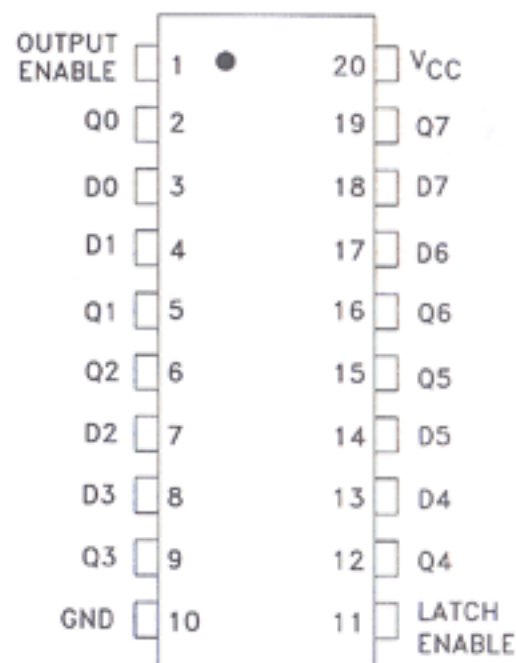 OUTPUT
ENABLE 1 20 VCC
Q0 2 19 Q7
D0 3 18 D7
D1 4 17 D6
Q1 5 16 Q6
Q2 6 15 Q5
D2 7 14 D5
D3 8 13 D4
Q3 9 12 Q4
GND 10 11 LATCH
ENABLE